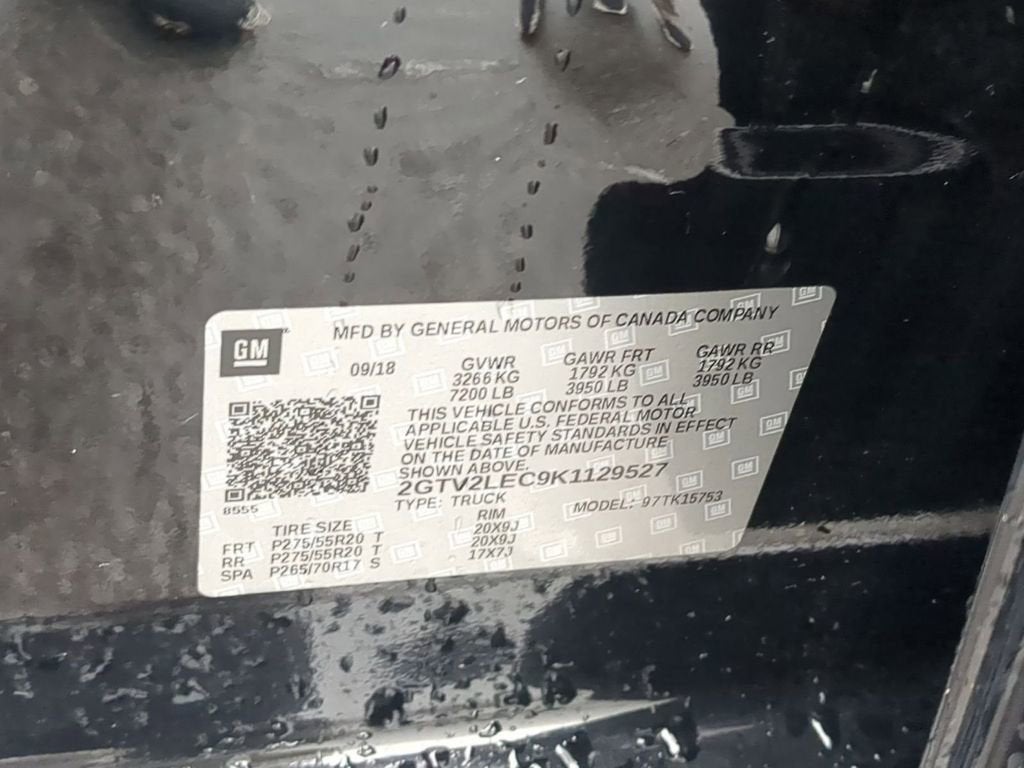 GM
MFD BY GENERAL MOTORS OF CANADA COMPANY
09/18 GVWR GAWR FRT GAWR RR
3266 KG 1792 KG 1792 KG
7200 LB 3950 LB 3950 LB
THIS VEHICLE CONFORMS TO ALL
APPLICABLE U.S. FEDERAL MOTOR
VEHICLE SAFETY STANDARDS IN EFFECT
ON THE DATE OF MANUFACTURE
SHOWN ABOVE.
2GTV2LEC9K1129527
8555 TYPE: TRUCK MODEL: 97TK15753
TIRE SIZE RIM
FRT P275/55R20 T 20X9J
RR P275/55R20 T 20X9J
SPA P265/70R17 S 17X7J